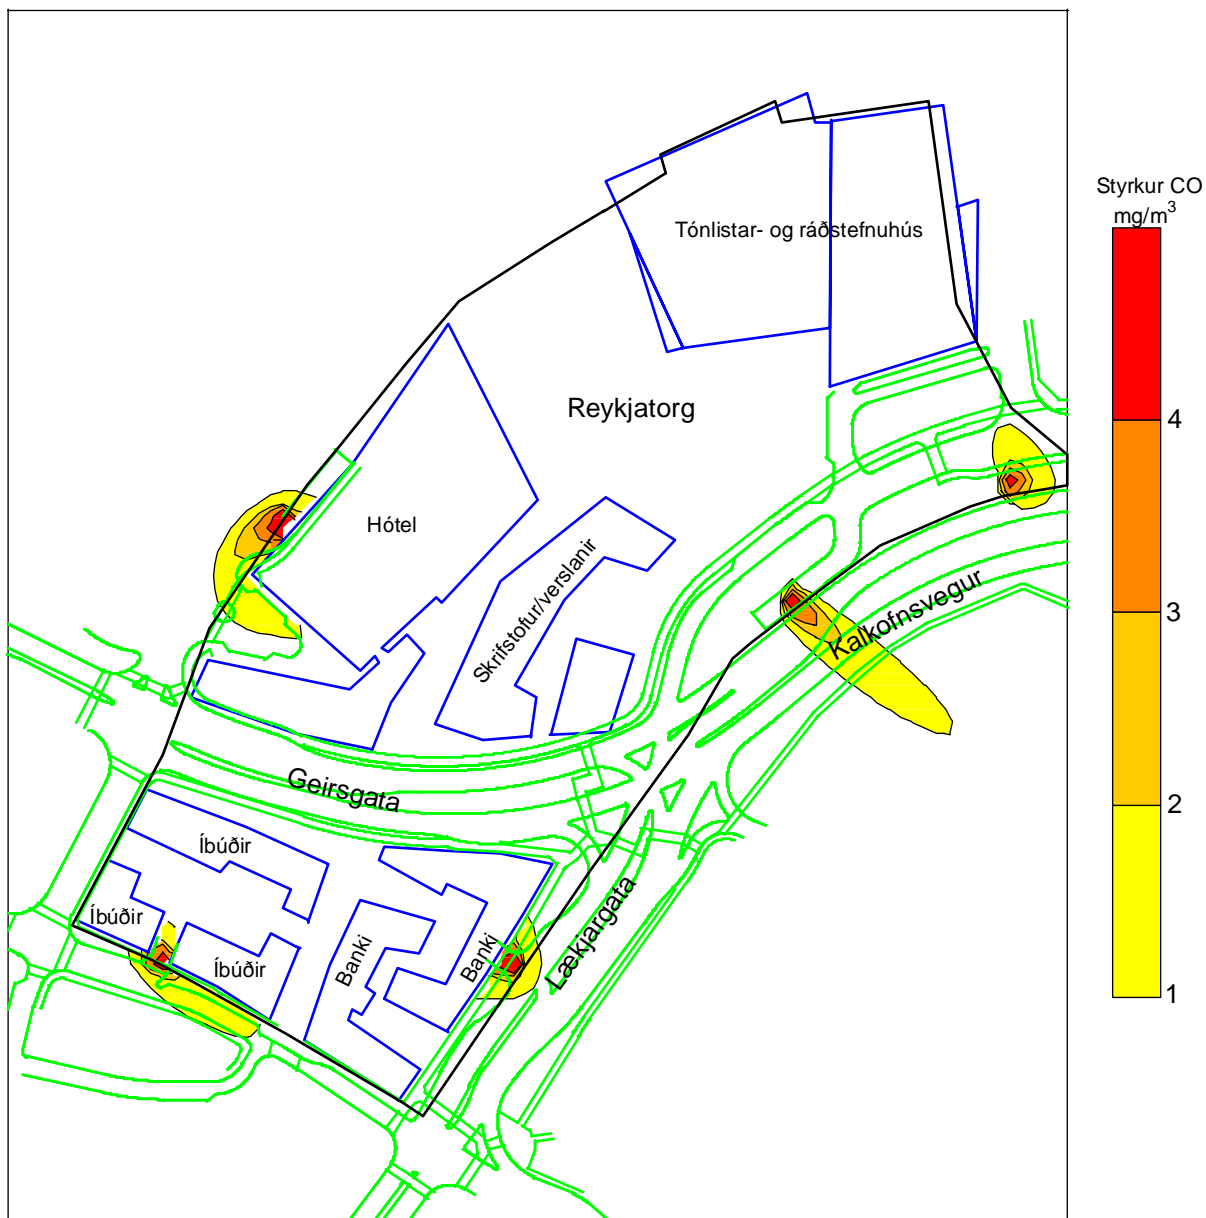 Styrkur CO
mg/m³
4
3
2
1
Tónlistar- og ráðstefnuhús
Reykjatorg
Hótel
Skrifstofur/verslanir
Kalkofnsvegur
Geirsgata
Íbúðir
Íbúðir
Íbúðir
Banki
Banki
Lækjargata